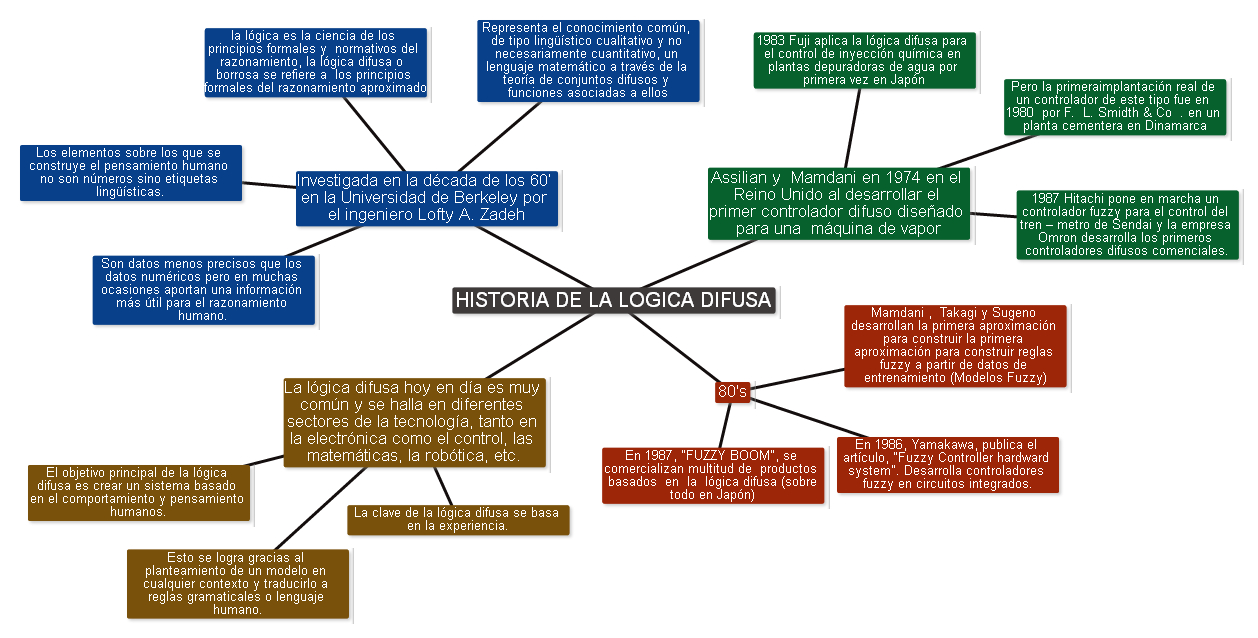 la lógica es la ciencia de los
principios formales y normativos del
razonamiento, la lógica difusa o
borrosa se refiere a los principios
formales del razonamiento aproximado
Representa el conocimiento común,
de tipo lingüístico cualitativo y no
necesariamente cuantitativo, un
lenguaje matemático a través de la
teoría de conjuntos difusos y
funciones asociadas a ellos
Los elementos sobre los que se
construye el pensamiento humano
no son números sino etiquetas
lingüísticas.
Investigada en la década de los 60'
en la Universidad de Berkeley por
el ingeniero Lofty A. Zadeh
Son datos menos precisos que los
datos numéricos pero en muchas
ocasiones aportan una información
más útil para el razonamiento
humano.
1983 Fuji aplica la lógica difusa para
el control de inyección química en
plantas depuradoras de agua por
primera vez en Japón
Pero la primeraimplantación real de
un controlador de este tipo fue en
1980 por F. L. Smidth & Co . en un
planta cementera en Dinamarca
Assilian y Mamdani en 1974 en el
Reino Unido al desarrollar el
primer controlador difuso diseñado
para una máquina de vapor
1987 Hitachi pone en marcha un
controlador fuzzy para el control del
tren – metro de Sendai y la empresa
Omron desarrolla los primeros
controladores difusos comenciales.
HISTORIA DE LA LOGICA DIFUSA
Mamdani , Takagi y Sugeno
desarrollan la primera aproximación
para construir la primera
aproximación para construir reglas
fuzzy a partir de datos de
entrenamiento (Modelos Fuzzy)
80's
En 1987, "FUZZY BOOM", se
comercializan multitud de productos
basados en la lógica difusa (sobre
todo en Japón)
En 1986, Yamakawa, publica el
artículo, "Fuzzy Controller hardward
system". Desarrolla controladores
fuzzy en circuitos integrados.
La lógica difusa hoy en día es muy
común y se halla en diferentes
sectores de la tecnología, tanto en
la electrónica como el control, las
matemáticas, la robótica, etc.
El objetivo principal de la lógica
difusa es crear un sistema basado
en el comportamiento y pensamiento
humanos.
La clave de la lógica difusa se basa
en la experiencia.
Esto se logra gracias al
planteamiento de un modelo en
cualquier contexto y traducirlo a
reglas gramaticales o lenguaje
humano.